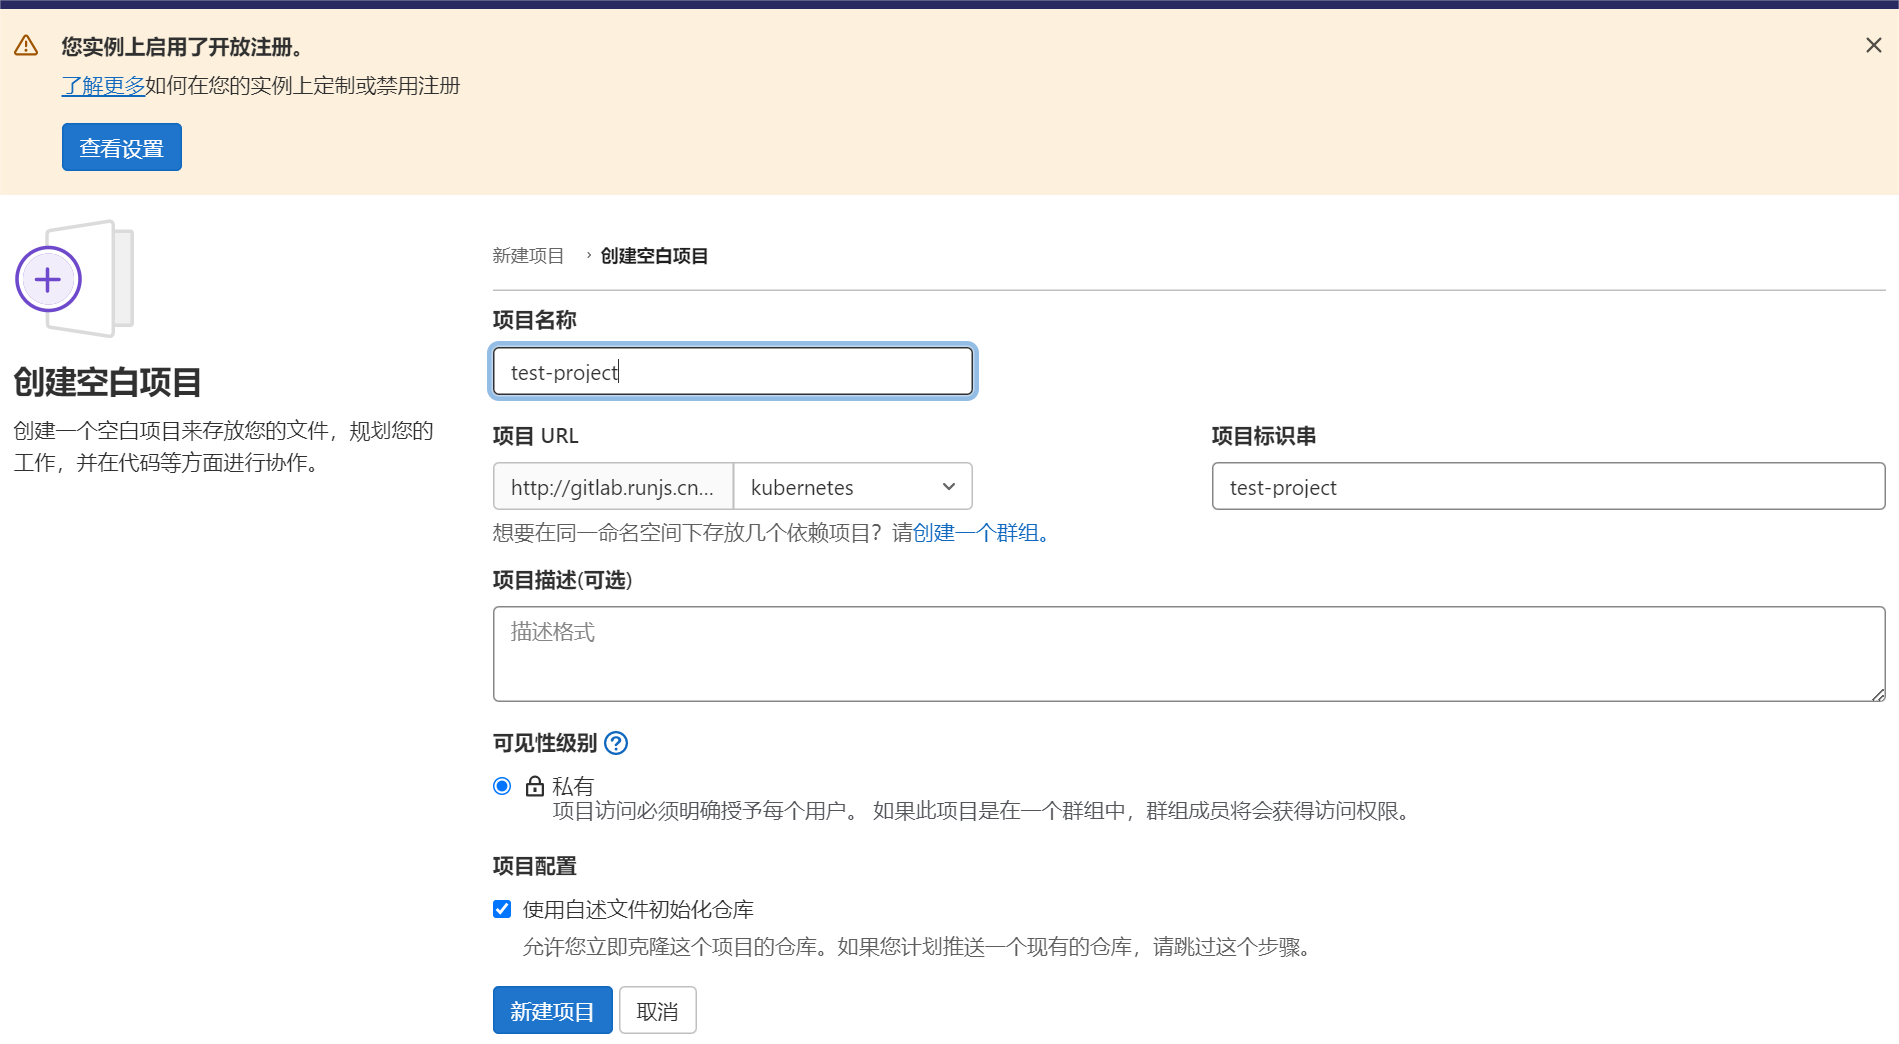 您实例上启用了开放注册。
了解更多如何在您的实例上定制或禁用注册
查看设置
创建空白项目
创建一个空白项目来存放您的文件，规划您的
工作，并在代码等方面进行协作。
新建项目 › 创建空白项目
项目名称
test-project
项目 URL
http://gitlab.runjs.cn...
kubernetes
项目标识串
test-project
想要在同一命名空间下存放几个依赖项目？请创建一个群组。
项目描述(可选)
描述格式
可见性级别
私有
项目访问必须明确授予每个用户。 如果此项目是在一个群组中，群组成员将会获得访问权限。
项目配置
使用自述文件初始化仓库
允许您立即克隆这个项目的仓库。如果您计划推送一个现有的仓库，请跳过这个步骤。
新建项目 取消